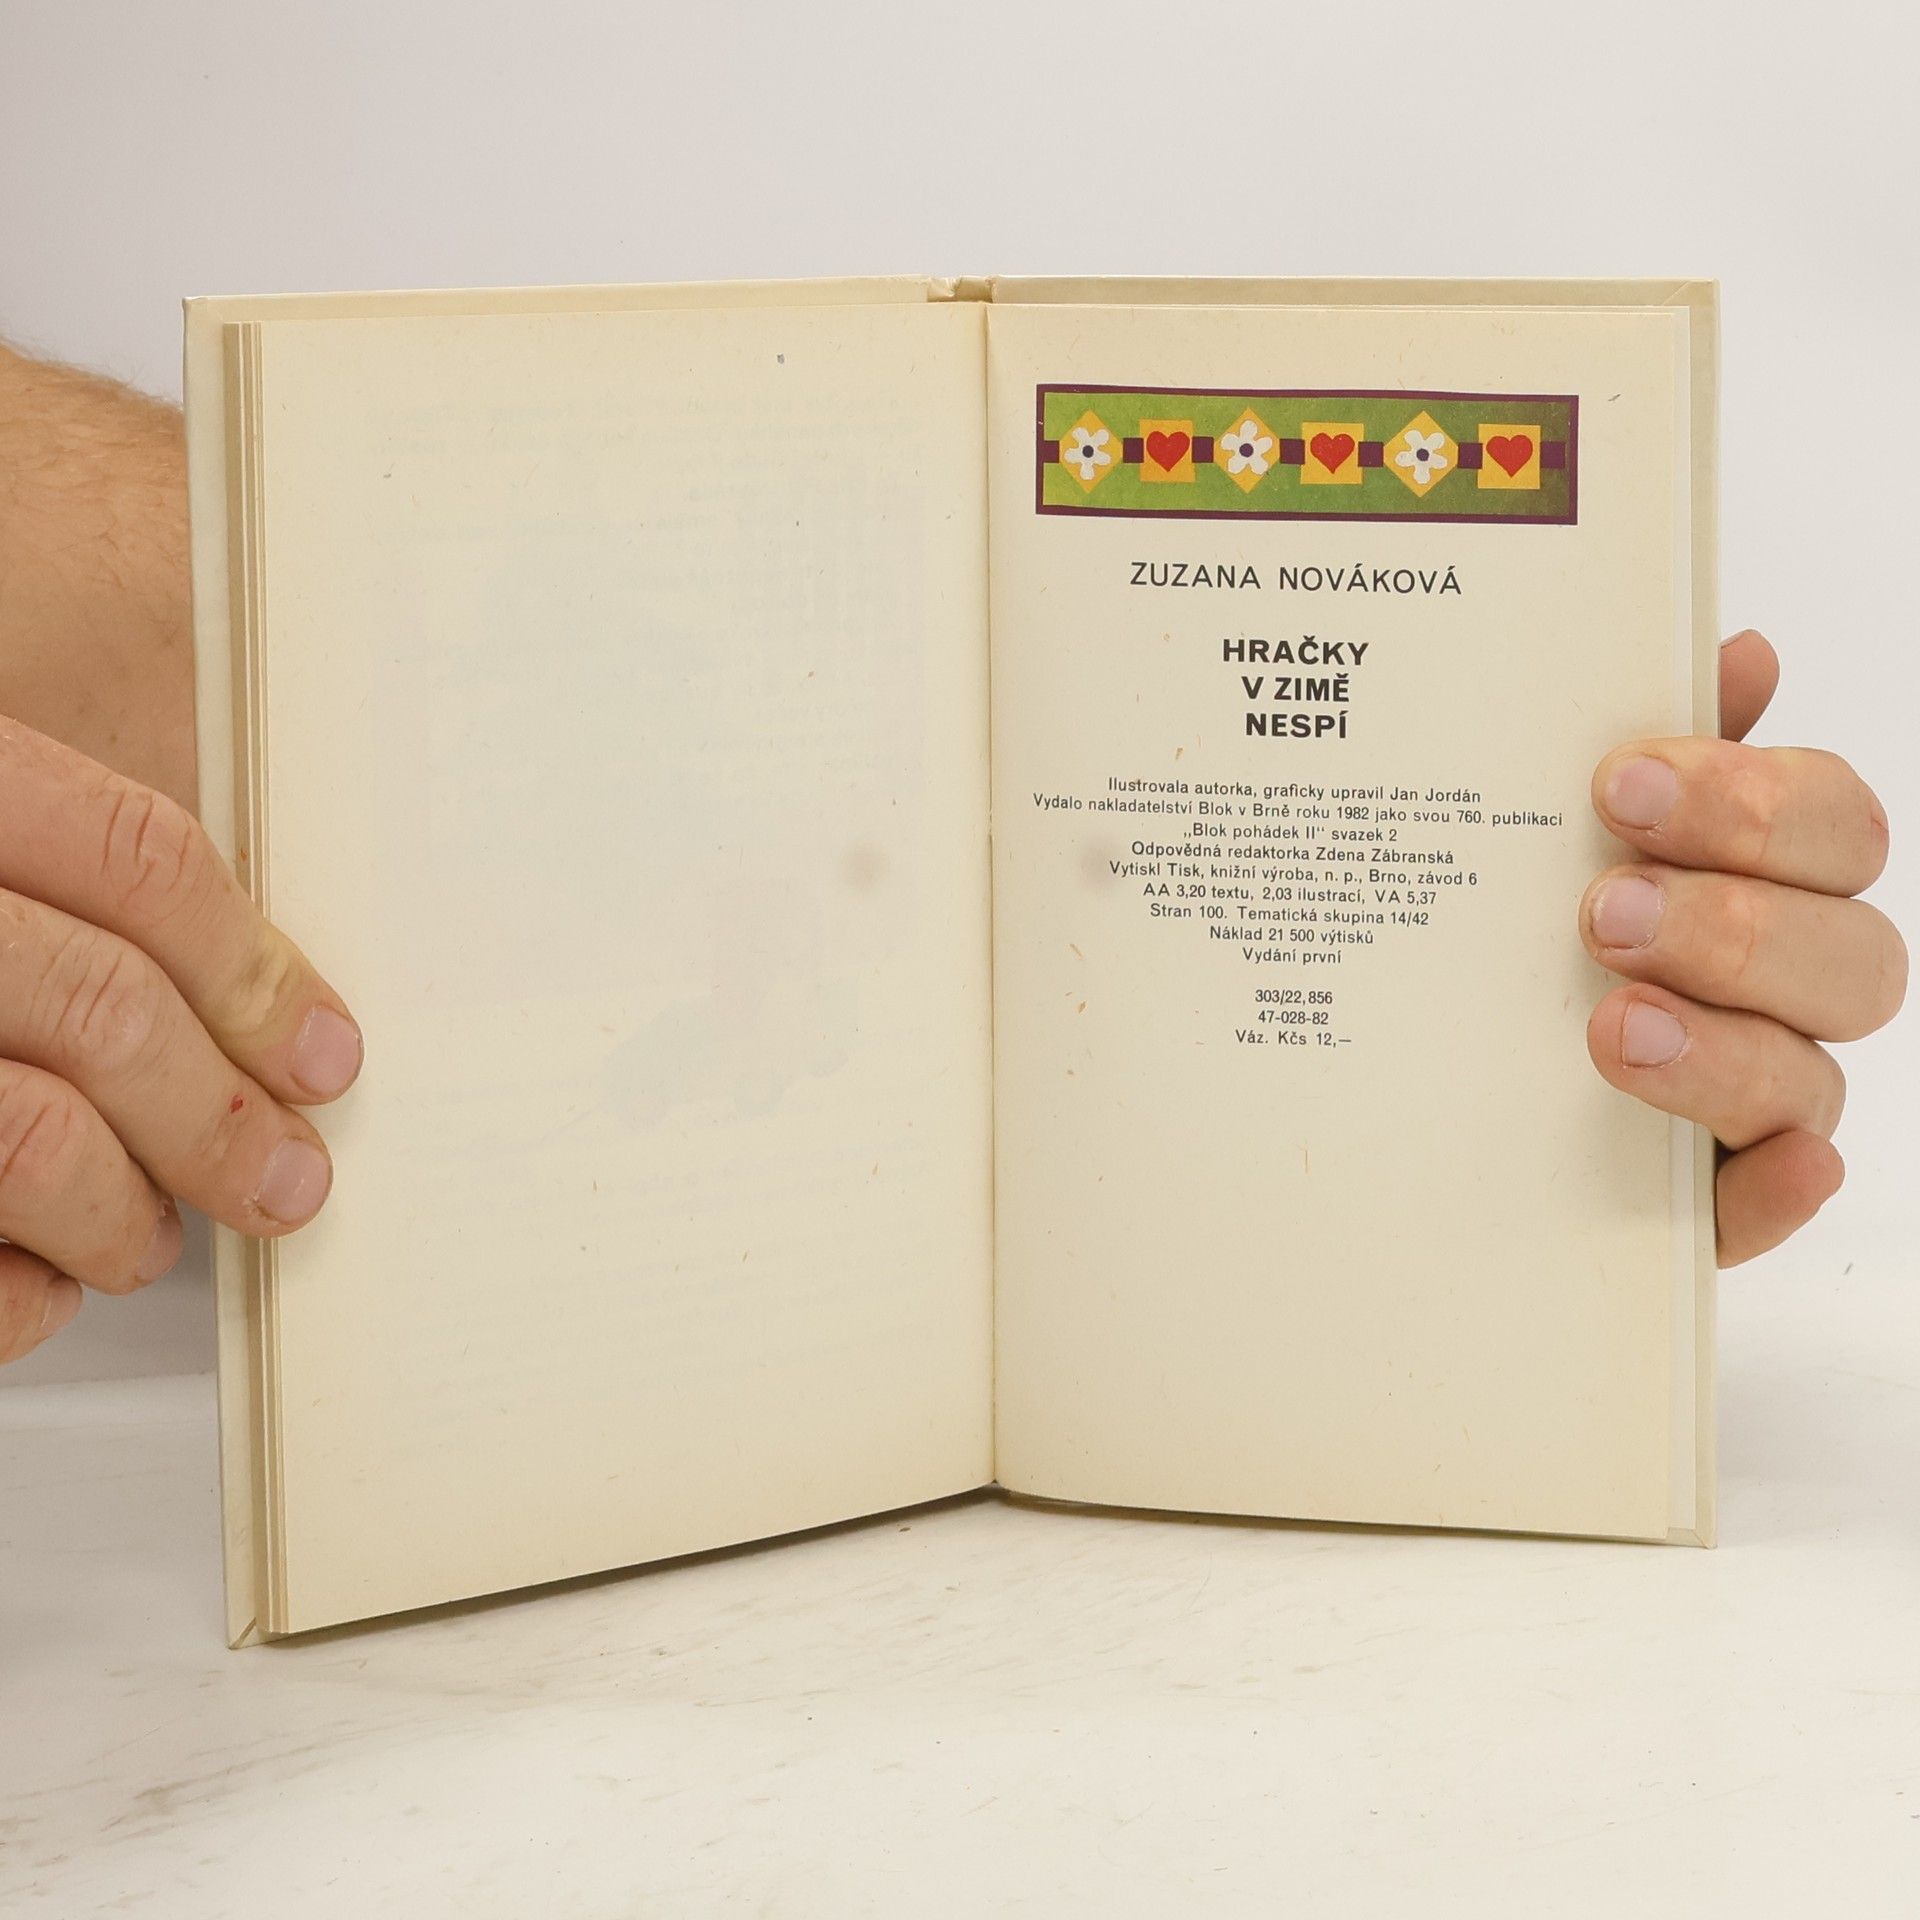 ZUZANA NOVÁKOVÁ
HRAČKY
V ZIMĚ
NESPÍ
Ilustrovala autorka, graficky upravil Jan Jordán
Vydalo nakladatelství Blok v Brně roku 1982 jako svou 760. publikaci
„Blok pohádek II“ svazek 2
Odpovědná redaktorka Zdena Zábranská
Vytiskl Tisk, knižní výroba, n. p., Brno, závod 6
AA 3,20 textu, 2,03 ilustrací, VA 5,37
Stran 100. Tematická skupina 14/42
Náklad 21 500 výtisků
Vydání první
303/22,856
47-028-82
Váz. Kčs 12,—